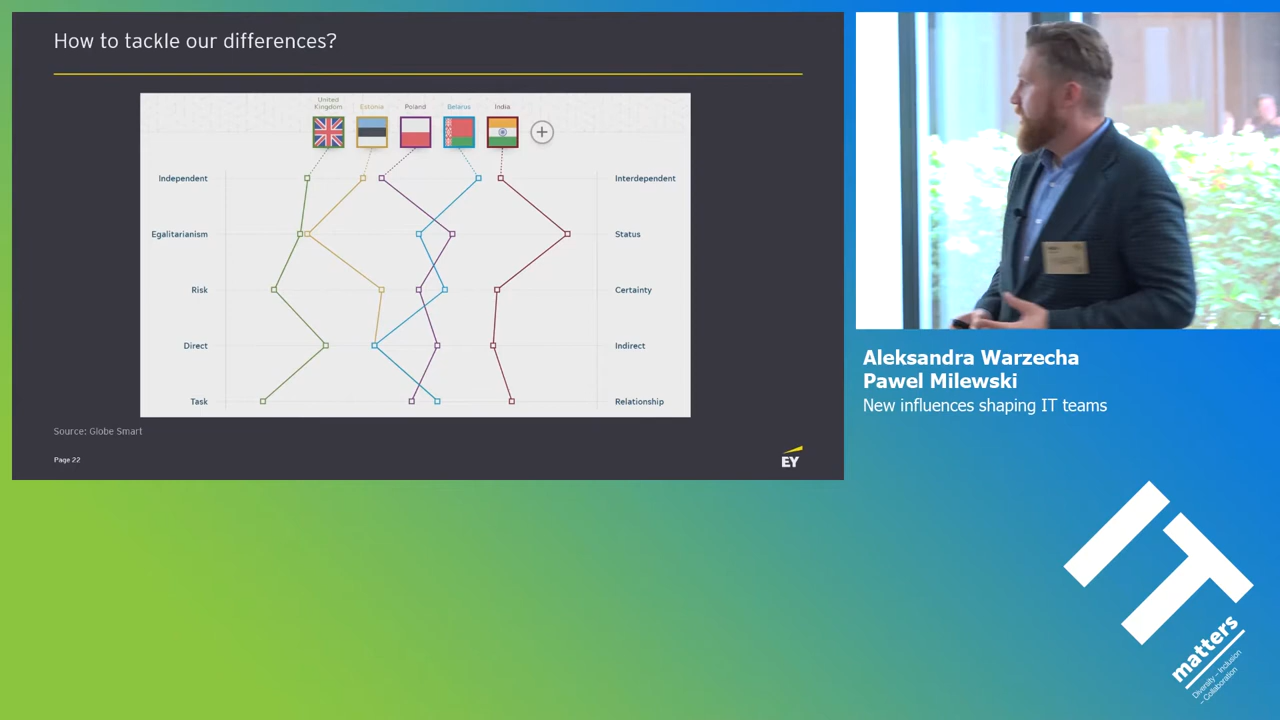 How to tackle our differences?
United
Kingdom
Estonia
Poland
Belarus
India
Independent
Interdependent
Egalitarianism
Status
Risk
Certainty
Direct
Indirect
Task
Relationship
Source: Globe Smart
Page 22
EY
Aleksandra Warzecha
Pawel Milewski
New influences shaping IT teams
IT
matters
Diversity – Inclusion
– Collaboration